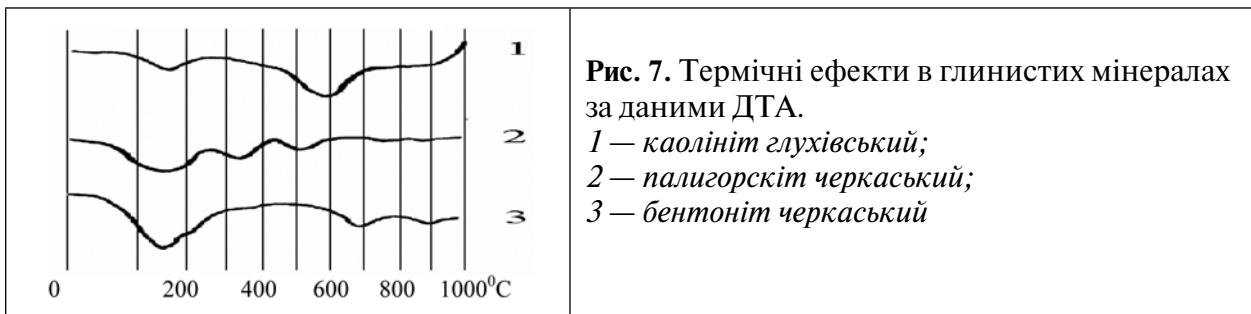 1
2
3
0 200 400 600 800 1000⁰C
Рис. 7. Термічні ефекти в глинистих мінералах
за даними ДТА.
1 — каолініт глухівський;
2 — палигорскіт черкаський;
3 — бентоніт черкаський